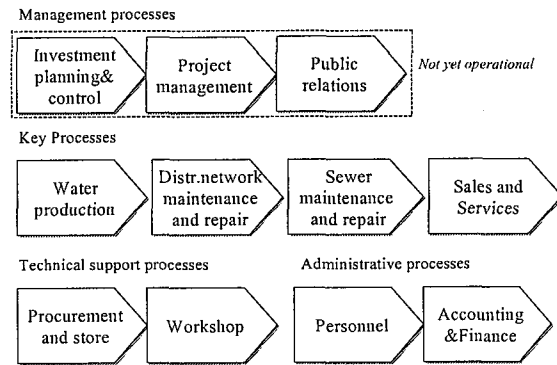 Management processes
Investment
planning&
control
Project
management
Public
relations
Not yet operational
Key Processes
Water
production
Distr.network
maintenance
and repair
Sewer
maintenance
and repair
Sales and
Services
Technical support processes
Administrative processes
Procurement
and store
Workshop
Personnel
Accounting
&Finance